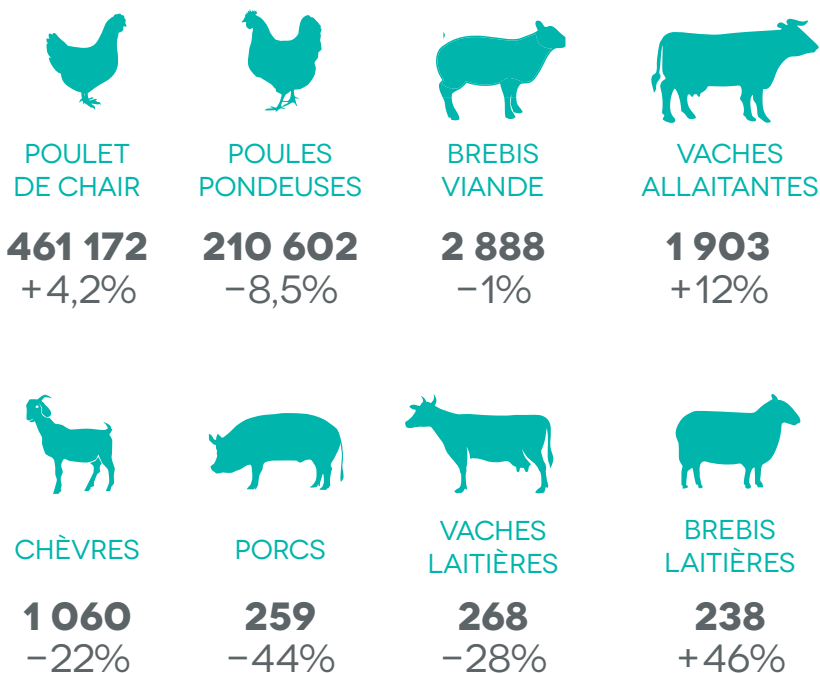 POULET
DE CHAIR
461 172
+4,2%
POULES
PONDEUSES
210 602
−8,5%
BREBIS
VIANDE
2 888
−1%
VACHES
ALLAITANTES
1 903
+12%
CHÈVRES
1 060
−22%
PORCS
259
−44%
VACHES
LAITIÈRES
268
−28%
BREBIS
LAITIÈRES
238
+46%